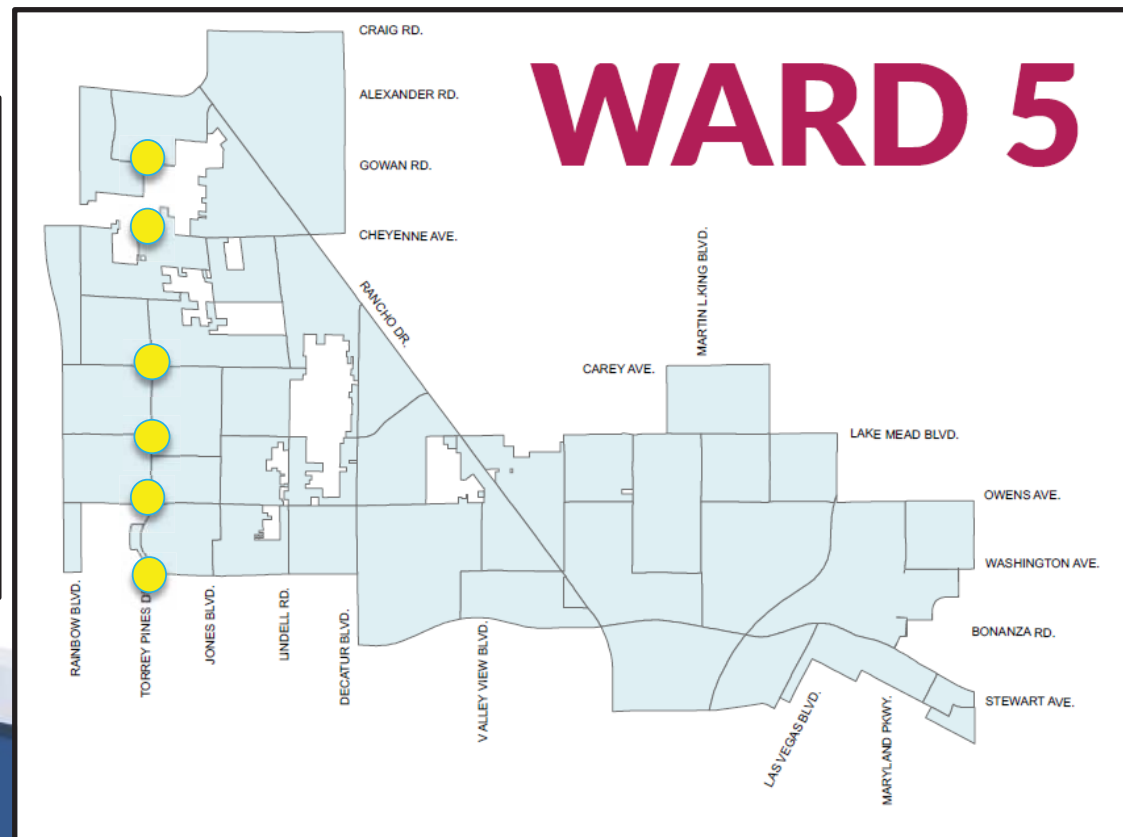 CRAIG RD.
WARD 5
ALEXANDER RD.
GOWAN RD.
CHEYENNE AVE.
RANCHO DR.
MARTIN L.KING BLVD.
CAREY AVE.
LAKE MEAD BLVD.
OWENS AVE.
WASHINGTON AVE.
BONANZA RD.
STEWART AVE.
RAINBOW BLVD.
TORREY PINES D
JONES BLVD.
LINDELL RD.
DECATUR BLVD.
VALLEY VIEW BLVD.
LAS VEGAS BLVD.
MARYLAND PKWY.